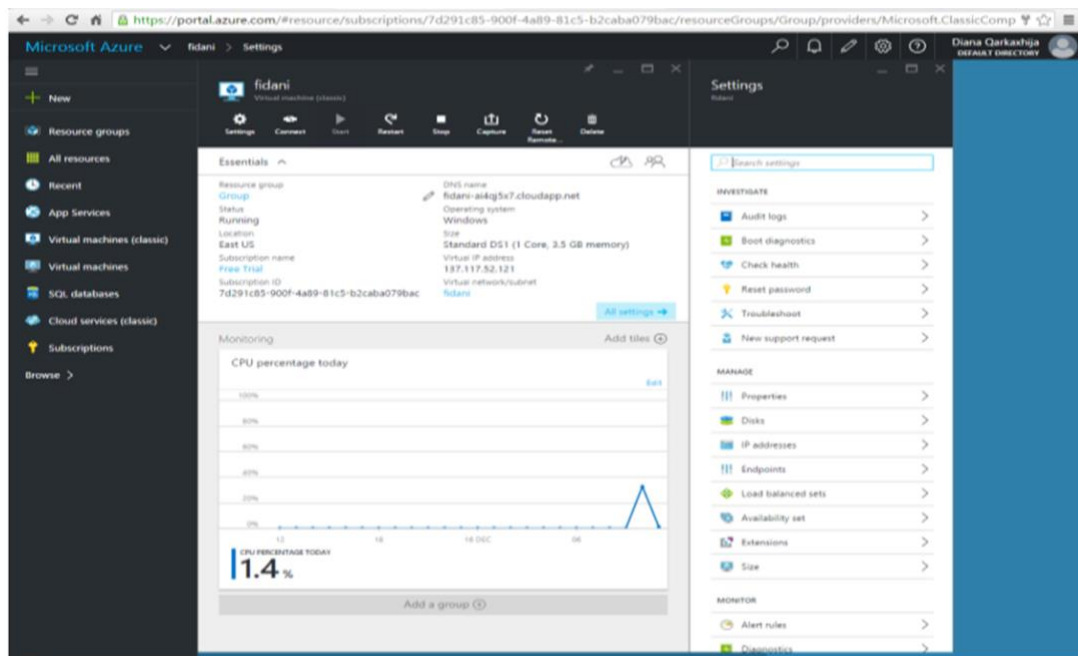 https://portal.azure.com/#resource/subscriptions/7d291c85-900f-4a89-81c5-b2caba079bac/resourceGroups/Group/providers/Microsoft.ClassicComp
Microsoft Azure
fidani > Settings
Diana Qarkaxhija
DEFAULT DIRECTORY
New
Resource groups
All resources
Recent
App Services
Virtual machines (classic)
Virtual machines
SQL databases
Cloud services (classic)
Subscriptions
Browse >
fidani
Virtual machine (classic)
Settings
Connect
Start
Restart
Stop
Capture
Reset Remote...
Delete
Essentials
Resource group
Group
Status
Running
Location
East US
Subscription name
Free Trial
Subscription ID
7d291c85-900f-4a89-81c5-b2caba079bac
DNS name
fidani-ai4qj5x7.cloudapp.net
Operating system
Windows
Size
Standard DS1 (1 Core, 3.5 GB memory)
Virtual IP address
137.117.52.121
Virtual network/subnet
fidani
All settings
Monitoring
Add tiles
CPU percentage today
Edit
100%
80%
60%
40%
20%
0%
12
18
18 DEC
06
CPU PERCENTAGE TODAY
1.4 %
Add a group
Settings
fidani
Search settings
INVESTIGATE
Audit logs
Boot diagnostics
Check health
Reset password
Troubleshoot
New support request
MANAGE
Properties
Disks
IP addresses
Endpoints
Load balanced sets
Availability set
Extensions
Size
MONITOR
Alert rules
Diagnostics